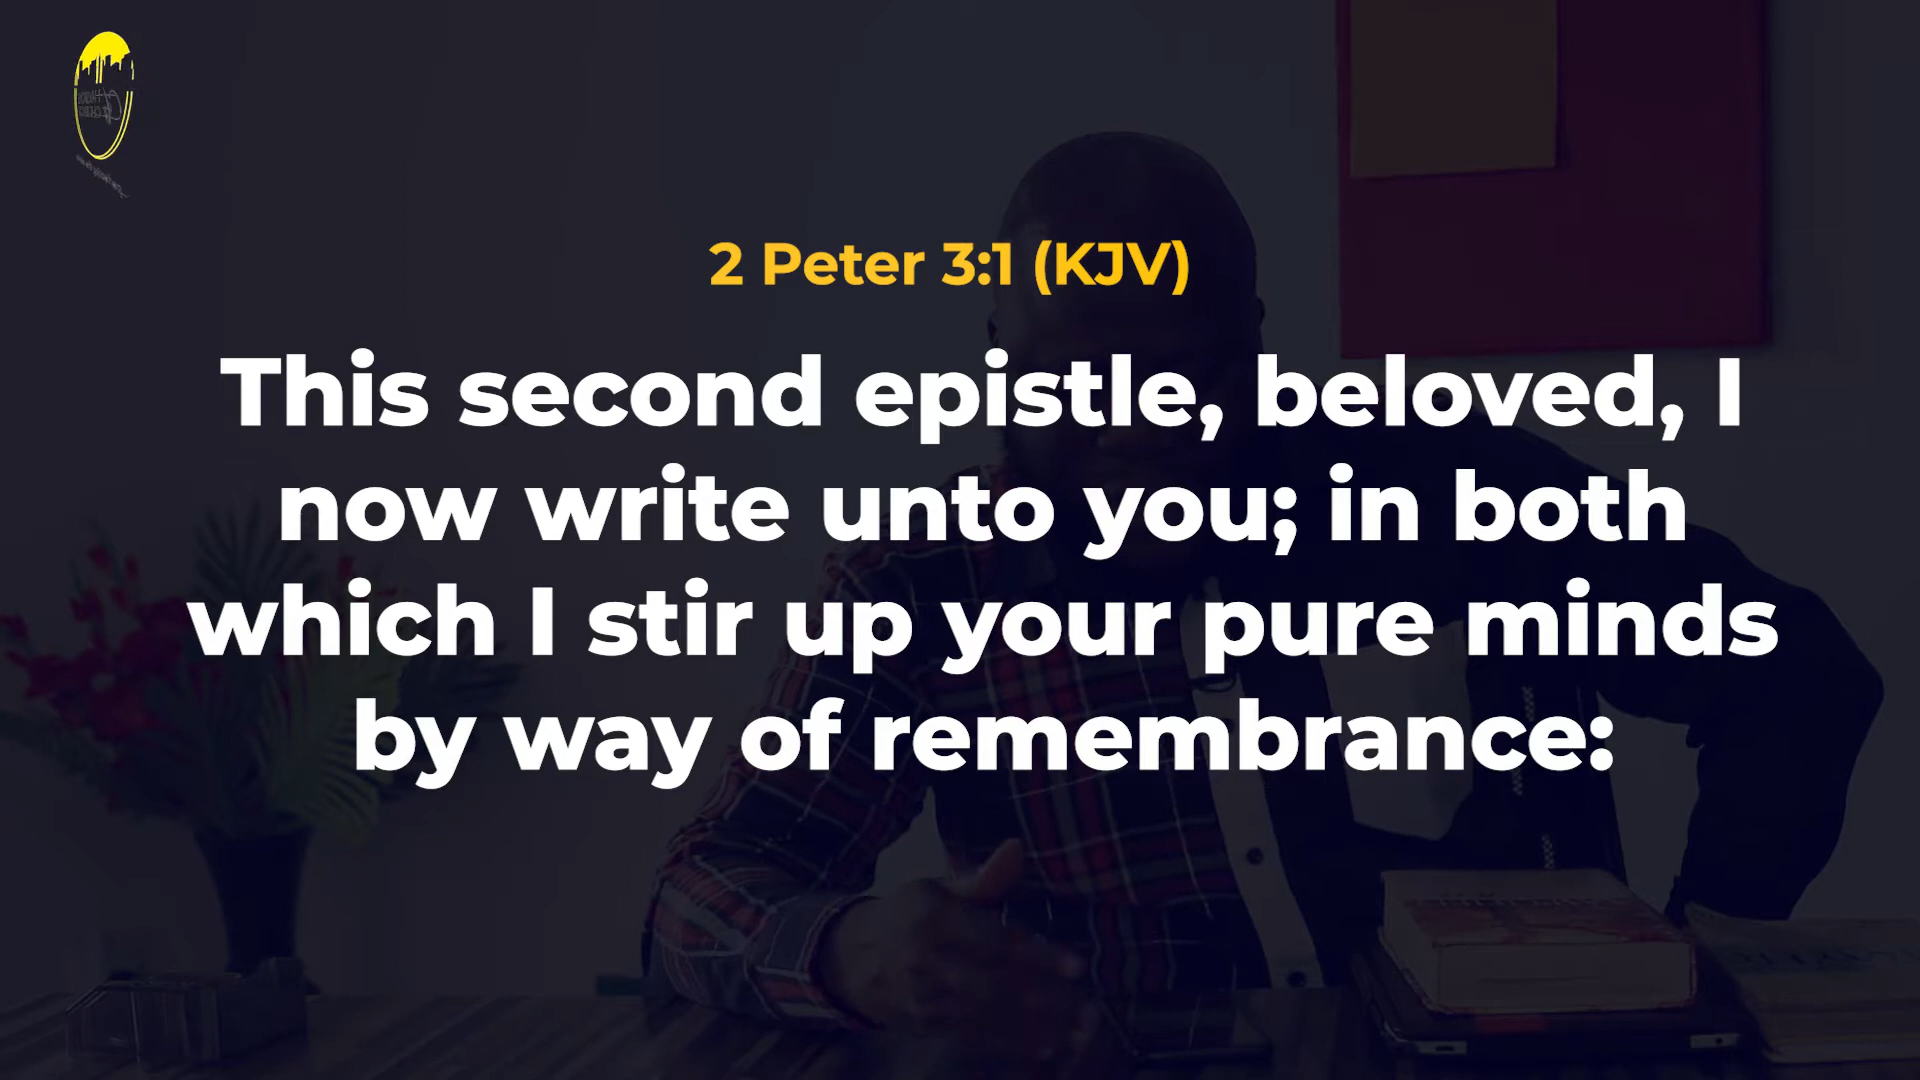 2 Peter 3:1 (KJV)
This second epistle, beloved, I
now write unto you; in both
which I stir up your pure minds
by way of remembrance: